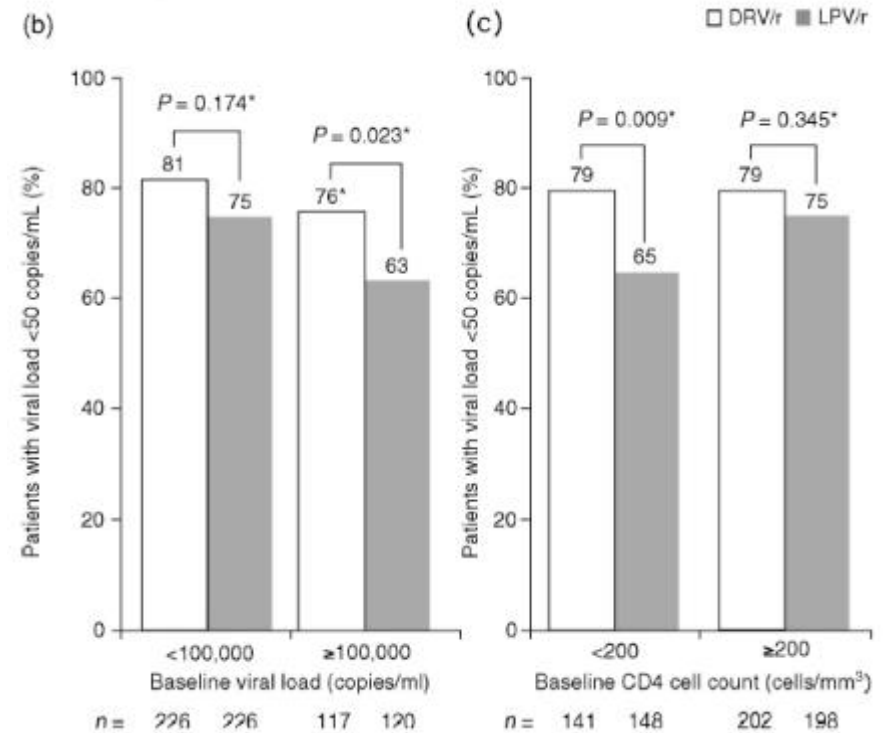 (b)
(c)
DRV/r LPV/r
Patients with viral load <50 copies/mL (%)
100
80
60
40
20
0
P = 0.174*
81
75
P = 0.023*
76*
63
<100,000 ≥100,000
Baseline viral load (copies/ml)
n = 226 226 117 120
Patients with viral load <50 copies/mL (%)
100
80
60
40
20
0
P = 0.009*
79
65
P = 0.345*
79
75
<200 ≥200
Baseline CD4 cell count (cells/mm³)
n = 141 148 202 198